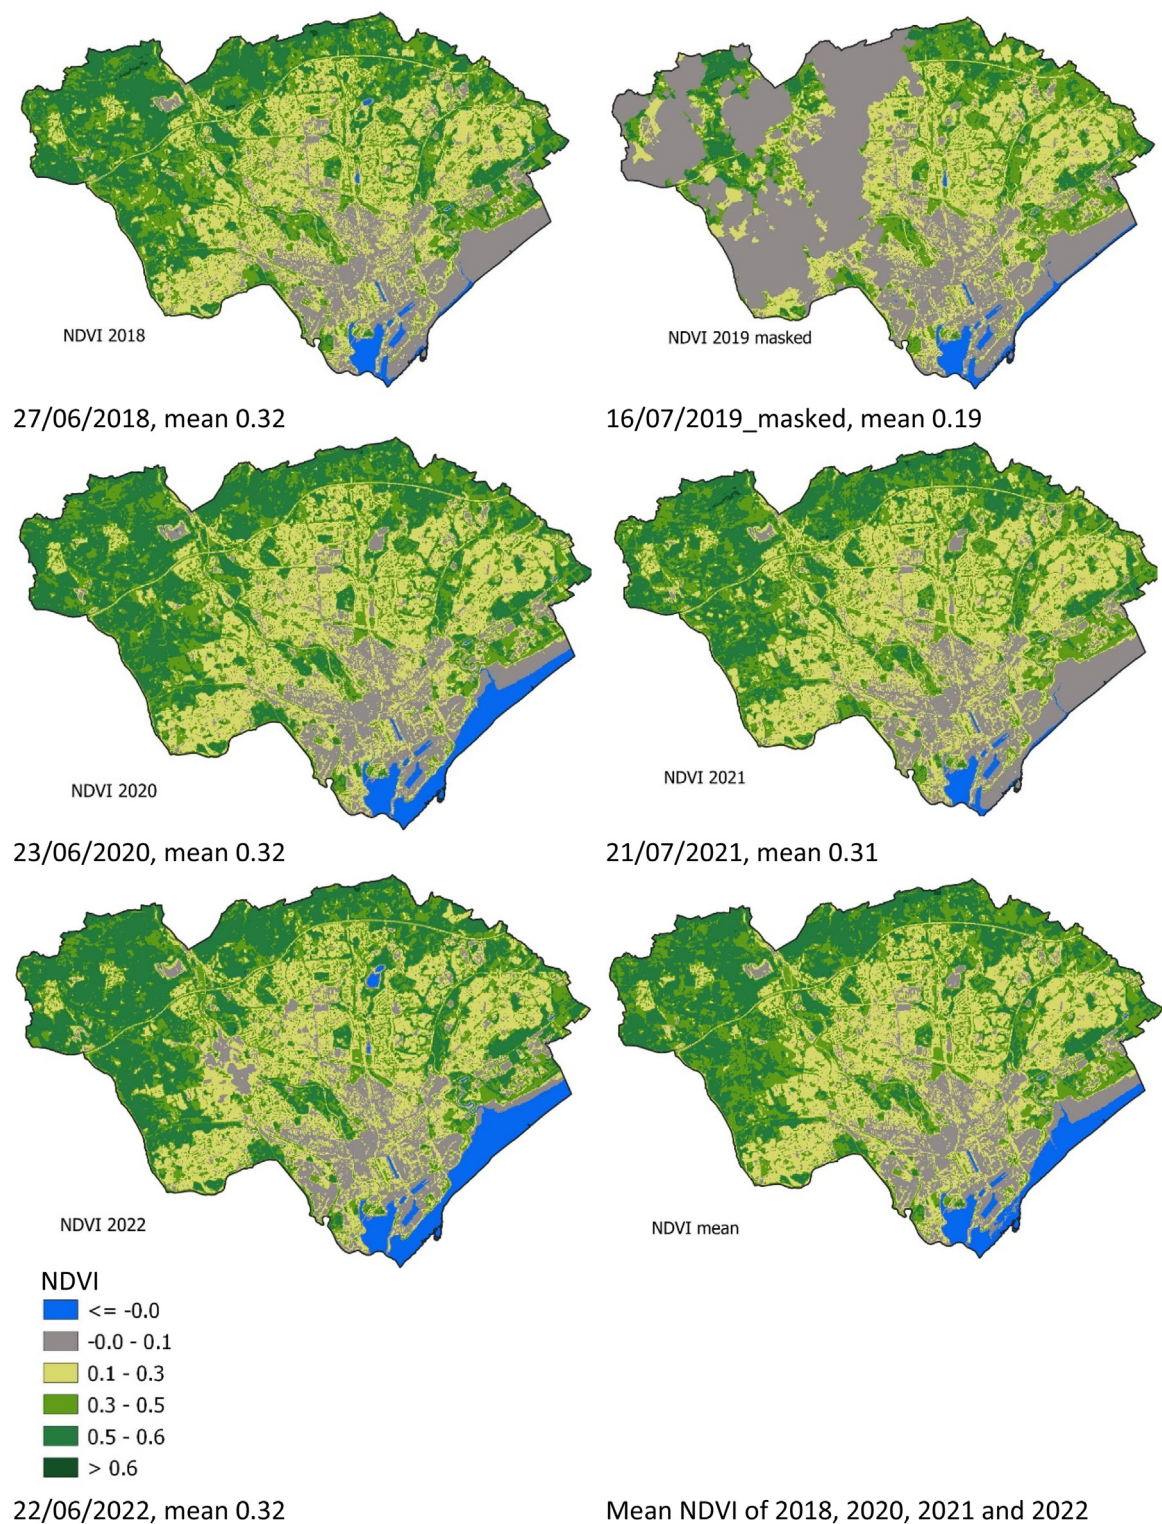 NDVI 2018
NDVI 2019 masked
27/06/2018, mean 0.32
16/07/2019_masked, mean 0.19
NDVI 2020
NDVI 2021
23/06/2020, mean 0.32
21/07/2021, mean 0.31
NDVI 2022
NDVI mean
NDVI
<= -0.0
-0.0 - 0.1
0.1 - 0.3
0.3 - 0.5
0.5 - 0.6
> 0.6
22/06/2022, mean 0.32
Mean NDVI of 2018, 2020, 2021 and 2022